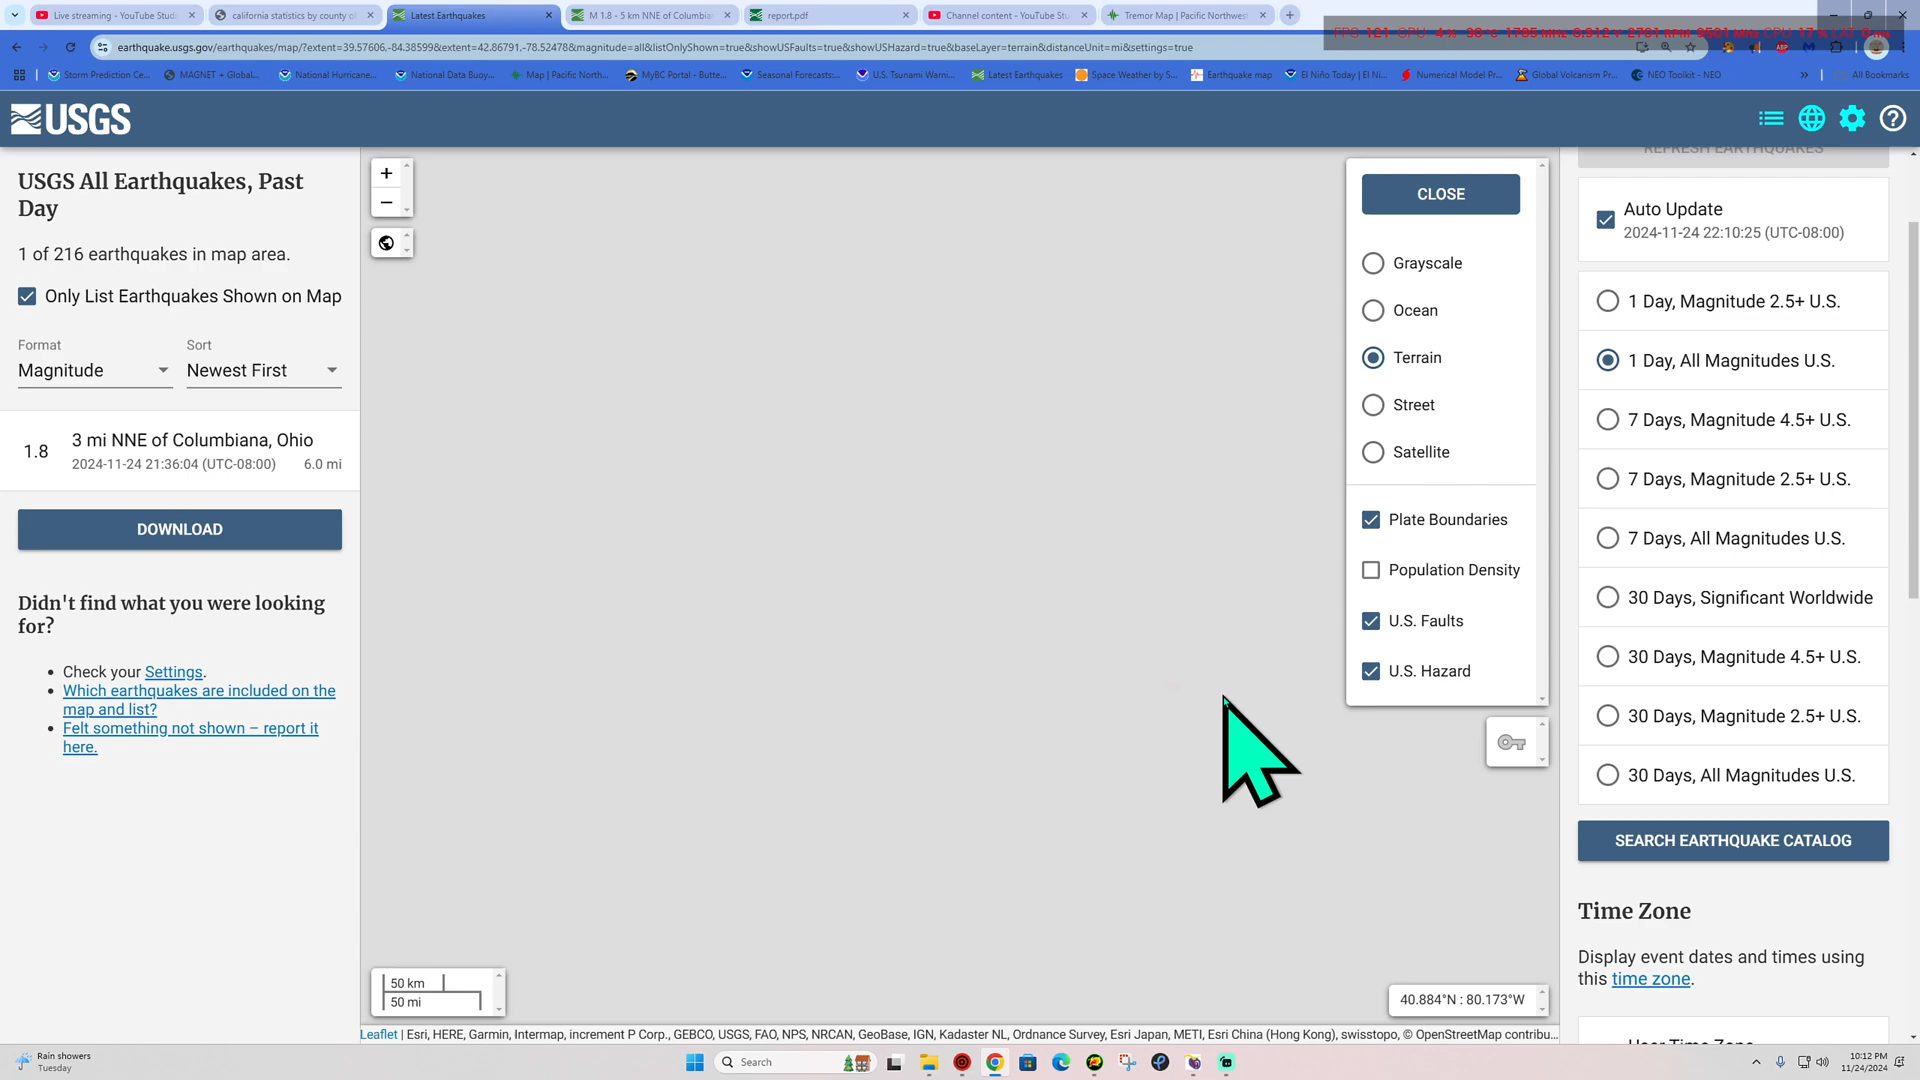 Live streaming - YouTube Studi
california statistics by county of
Latest Earthquakes
M 1.8 - 5 km NNE of Columbian
report.pdf
Channel content - YouTube Stu
Tremor Map | Pacific Northwest
earthquake.usgs.gov/earthquakes/map/?extent=39.57606,-84.38599&extent=42.86791,-78.52478&magnitude=all&listOnlyShown=true&showUSFaults=true&showUSHazard=true&baseLayer=terrain&distanceUnit=mi&settings=true
Storm Prediction Ce...
MAGNET + Global...
National Hurricane...
National Data Buoy...
Map | Pacific North...
MyBC Portal - Butte...
Seasonal Forecasts:...
U.S. Tsunami Warni...
Latest Earthquakes
Space Weather by S...
Earthquake map
El Niño Today | El Ni...
Numerical Model Pr...
Global Volcanism Pr...
NEO Toolkit - NEO
All Bookmarks
USGS
USGS All Earthquakes, Past
Day
1 of 216 earthquakes in map area.
Only List Earthquakes Shown on Map
Format
Sort
Magnitude
Newest First
1.8
3 mi NNE of Columbiana, Ohio
2024-11-24 21:36:04 (UTC-08:00)
6.0 mi
DOWNLOAD
Didn't find what you were looking
for?
Check your Settings.
Which earthquakes are included on the
map and list?
Felt something not shown – report it
here.
+
−
CLOSE
Grayscale
Ocean
Terrain
Street
Satellite
Plate Boundaries
Population Density
U.S. Faults
U.S. Hazard
50 km
50 mi
40.884°N : 80.173°W
Leaflet | Esri, HERE, Garmin, Intermap, increment P Corp., GEBCO, USGS, FAO, NPS, NRCAN, GeoBase, IGN, Kadaster NL, Ordnance Survey, Esri Japan, METI, Esri China (Hong Kong), swisstopo, © OpenStreetMap contribu...
REFRESH EARTHQUAKES
Auto Update
2024-11-24 22:10:25 (UTC-08:00)
1 Day, Magnitude 2.5+ U.S.
1 Day, All Magnitudes U.S.
7 Days, Magnitude 4.5+ U.S.
7 Days, Magnitude 2.5+ U.S.
7 Days, All Magnitudes U.S.
30 Days, Significant Worldwide
30 Days, Magnitude 4.5+ U.S.
30 Days, Magnitude 2.5+ U.S.
30 Days, All Magnitudes U.S.
SEARCH EARTHQUAKE CATALOG
Time Zone
Display event dates and times using
this time zone.
Rain showers
Tuesday
Search
10:12 PM
11/24/2024